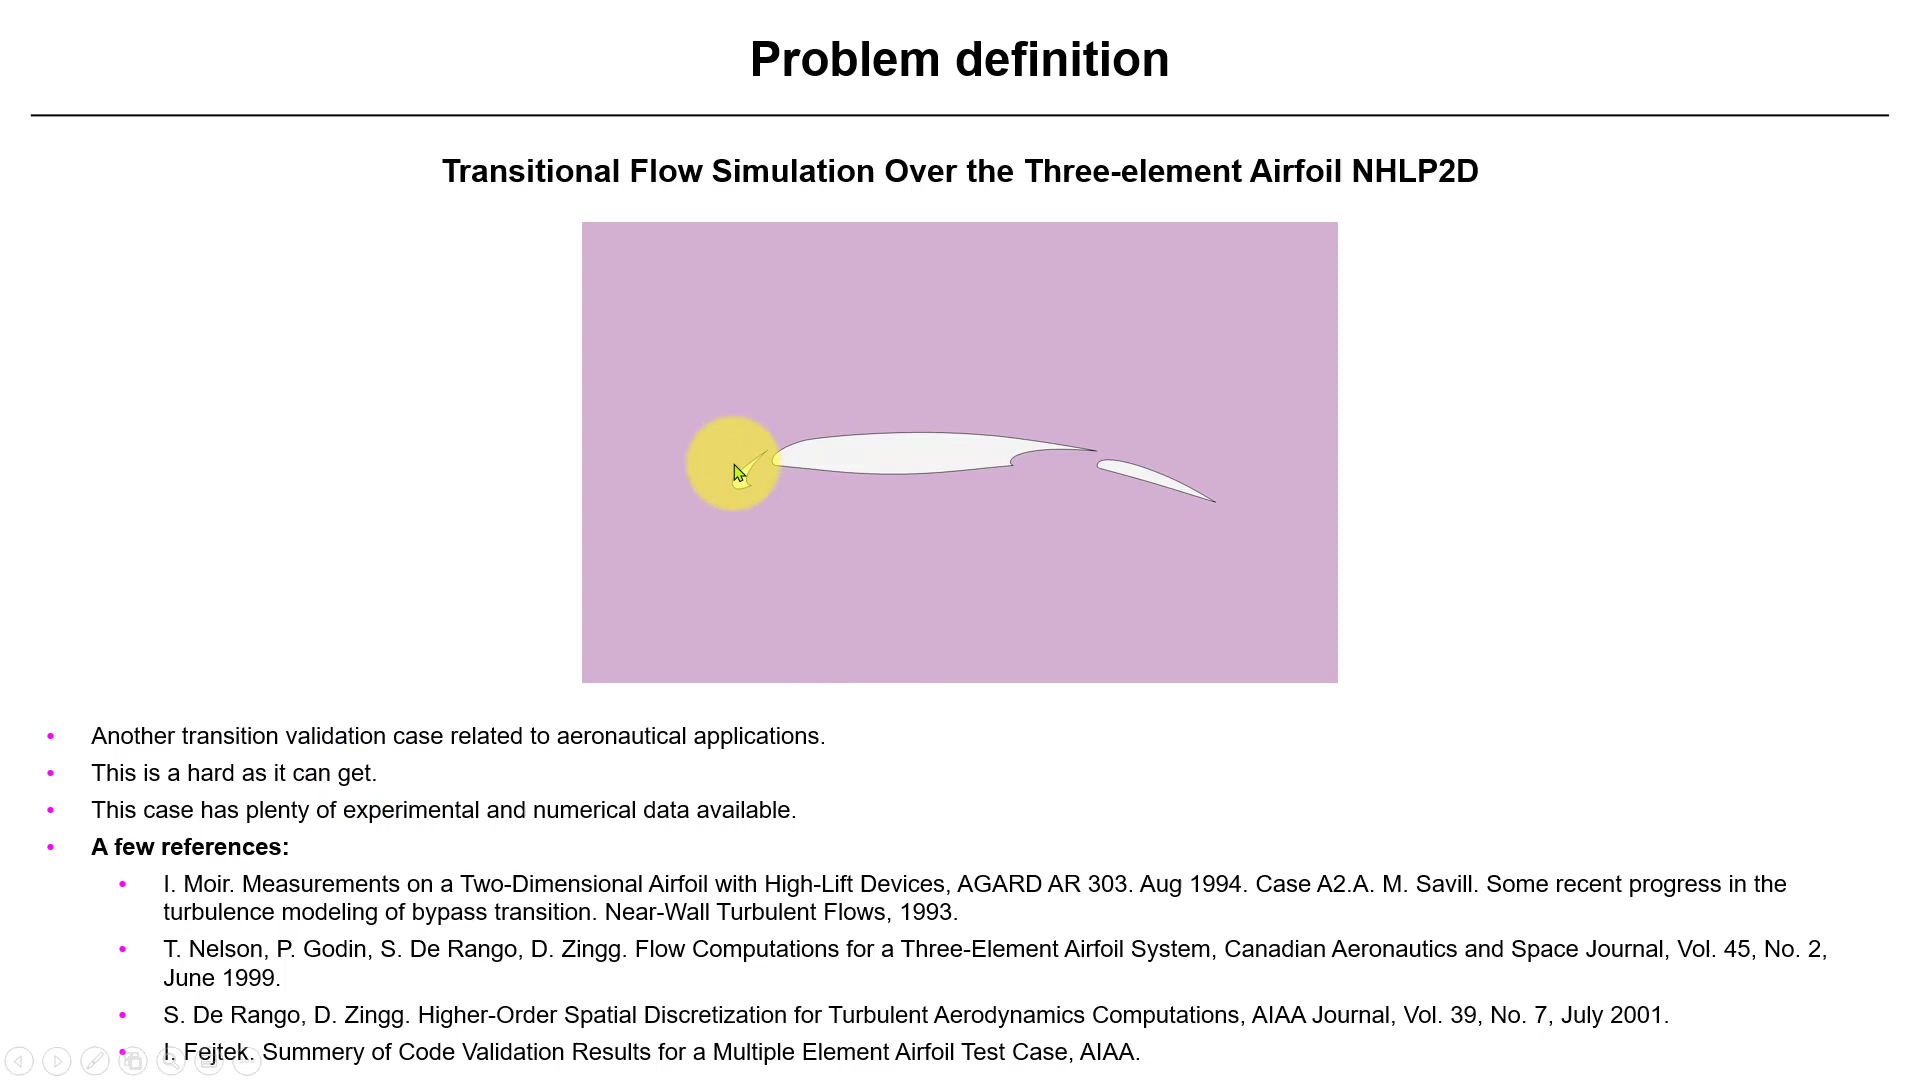 Problem definition
Transitional Flow Simulation Over the Three-element Airfoil NHLP2D
• Another transition validation case related to aeronautical applications.
• This is a hard as it can get.
• This case has plenty of experimental and numerical data available.
• A few references:
• I. Moir. Measurements on a Two-Dimensional Airfoil with High-Lift Devices, AGARD AR 303. Aug 1994. Case A2.A. M. Savill. Some recent progress in the
turbulence modeling of bypass transition. Near-Wall Turbulent Flows, 1993.
• T. Nelson, P. Godin, S. De Rango, D. Zingg. Flow Computations for a Three-Element Airfoil System, Canadian Aeronautics and Space Journal, Vol. 45, No. 2,
June 1999.
• S. De Rango, D. Zingg. Higher-Order Spatial Discretization for Turbulent Aerodynamics Computations, AIAA Journal, Vol. 39, No. 7, July 2001.
• I. Fejtek. Summery of Code Validation Results for a Multiple Element Airfoil Test Case, AIAA.